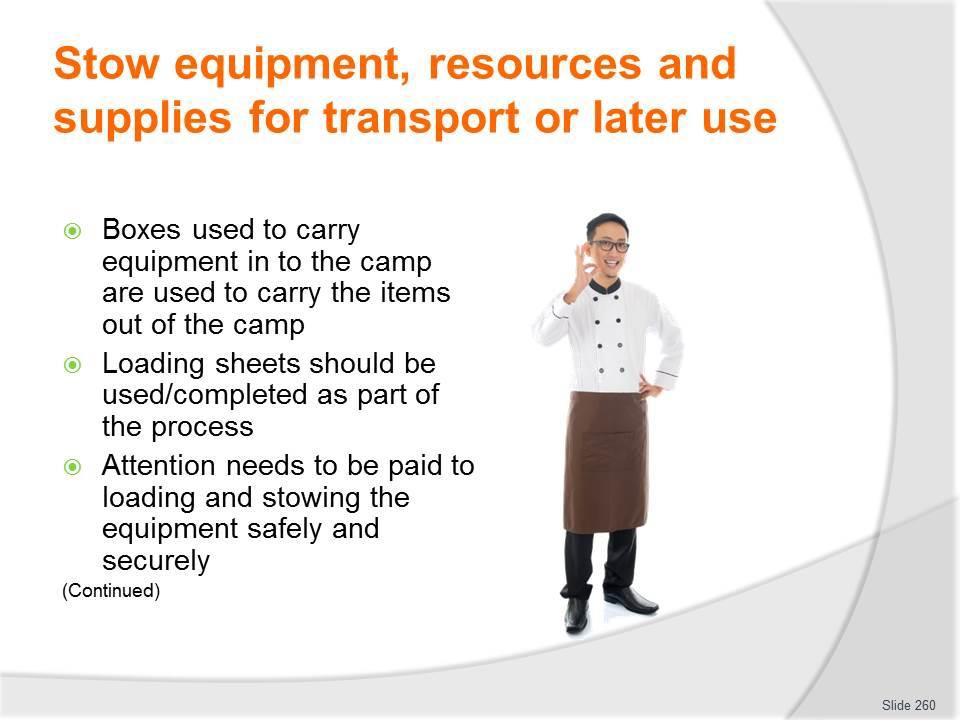 Stow equipment, resources and
supplies for transport or later use
Boxes used to carry
equipment in to the camp
are used to carry the items
out of the camp
Loading sheets should be
used/completed as part of
the process
Attention needs to be paid to
loading and stowing the
equipment safely and
securely
(Continued)
Slide 260